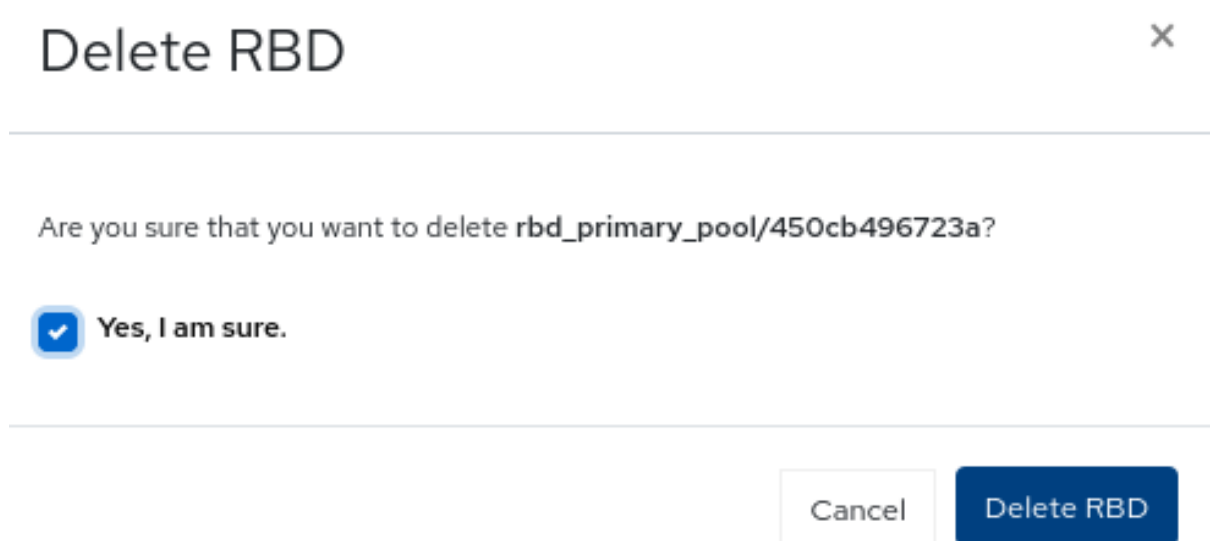 Delete RBD
Are you sure that you want to delete rbd_primary_pool/450cb496723a?
Yes, I am sure.
Cancel
Delete RBD